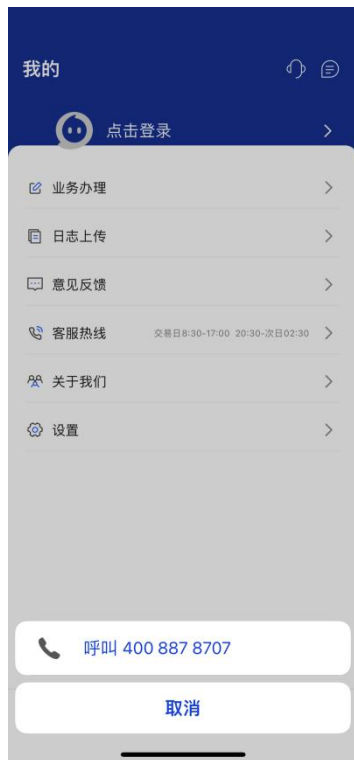 我的
点击登录
业务办理
日志上传
意见反馈
客服热线 交易日8:30-17:00 20:30-次日02:30
关于我们
设置
呼叫 400 887 8707
取消